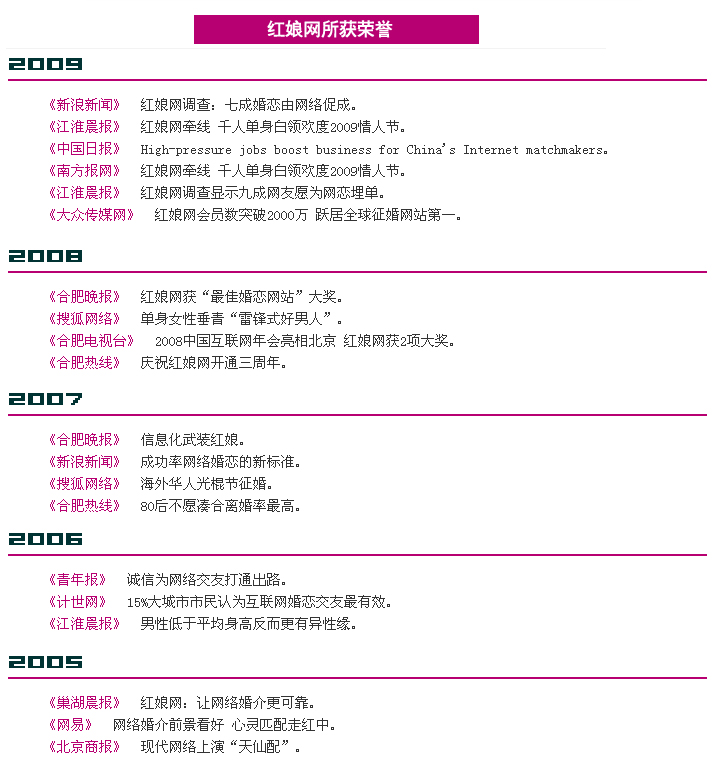 红娘网所获荣誉
2009
《新浪新闻》 红娘网调查：七成婚恋由网络促成。
《江淮晨报》 红娘网牵线 千人单身白领欢度2009情人节。
《中国日报》 High-pressure jobs boost business for China's Internet matchmakers。
《南方报网》 红娘网牵线 千人单身白领欢度2009情人节。
《江淮晨报》 红娘网调查显示九成网友愿为网恋埋单。
《大众传媒网》 红娘网会员数突破2000万 跃居全球征婚网站第一。
2008
《合肥晚报》 红娘网获“最佳婚恋网站”大奖。
《搜狐网络》 单身女性垂青“雷锋式好男人”。
《合肥电视台》 2008中国互联网年会亮相北京 红娘网获2项大奖。
《合肥热线》 庆祝红娘网开通三周年。
2007
《合肥晚报》 信息化武装红娘。
《新浪新闻》 成功率网络婚恋的新标准。
《搜狐网络》 海外华人光棍节征婚。
《合肥热线》 80后不愿凑合离婚率最高。
2006
《青年报》 诚信为网络交友打通出路。
《计世网》 15%大城市市民认为互联网婚恋交友最有效。
《江淮晨报》 男性低于平均身高反而更有异性缘。
2005
《巢湖晨报》 红娘网：让网络婚介更可靠。
《网易》 网络婚介前景看好 心灵匹配走红中。
《北京商报》 现代网络上演“天仙配”。